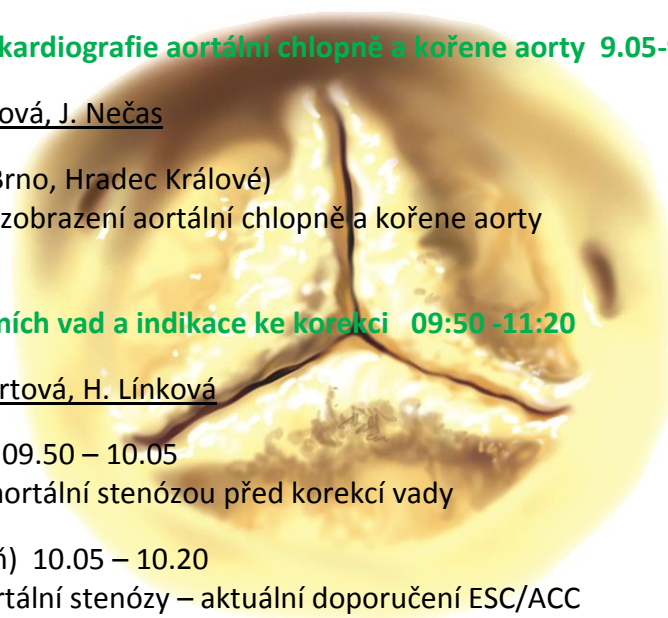 kardiografie aortální chlopně a kořene aorty 9.05-
ová, J. Nečas
Brno, Hradec Králové)
zobrazení aortální chlopně a kořene aorty
ních vad a indikace ke korekci 09:50 -11:20
rtová, H. Línková
09.50 – 10.05
aortální stenózou před korekcí vady
ň) 10.05 – 10.20
rtální stenózy – aktuální doporučení ESC/ACC